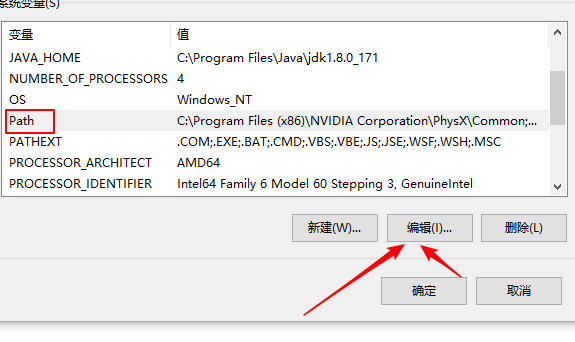 系统变量(S)
变量 值
JAVA_HOME C:\Program Files\Java\jdk1.8.0_171
NUMBER_OF_PROCESSORS 4
OS Windows_NT
Path C:\Program Files (x86)\NVIDIA Corporation\PhysX\Common;...
PATHEXT .COM;.EXE;.BAT;.CMD;.VBS;.VBE;.JS;.JSE;.WSF;.WSH;.MSC
PROCESSOR_ARCHITECT AMD64
PROCESSOR_IDENTIFIER Intel64 Family 6 Model 60 Stepping 3, GenuineIntel
新建(W)... 编辑(I)... 删除(L)
确定 取消